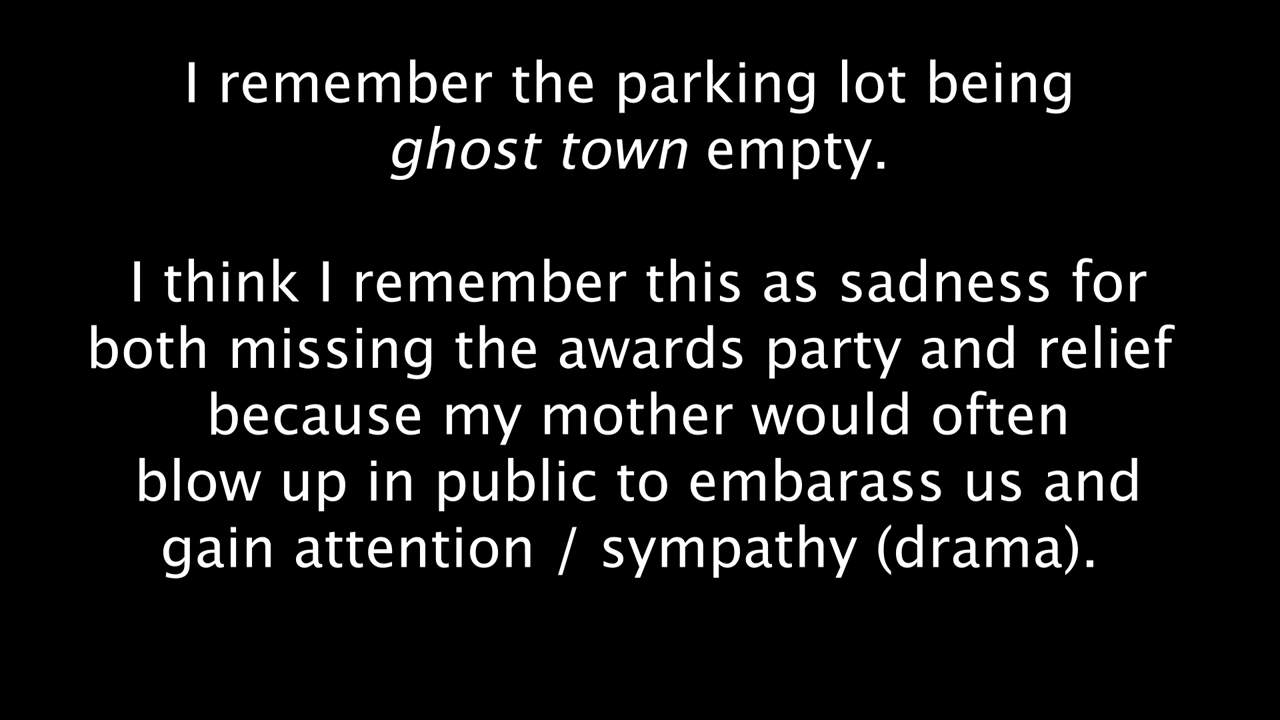 I remember the parking lot being
ghost town empty.
I think I remember this as sadness for
both missing the awards party and relief
because my mother would often
blow up in public to embarass us and
gain attention / sympathy (drama).